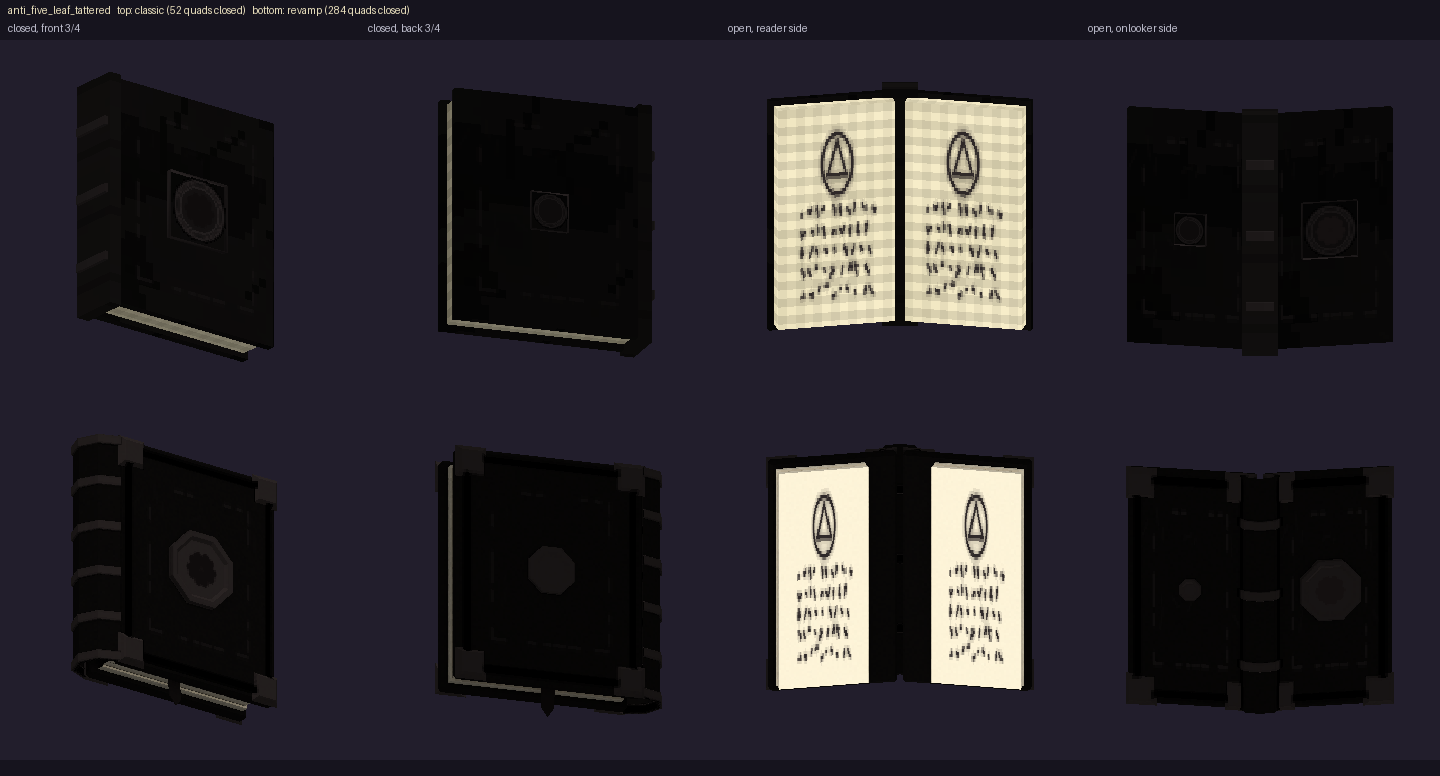 anti_five_leaf_tattered top: classic (52 quads closed) bottom: revamp (284 quads closed)
closed, front 3/4 closed, back 3/4 open, reader side open, onlooker side